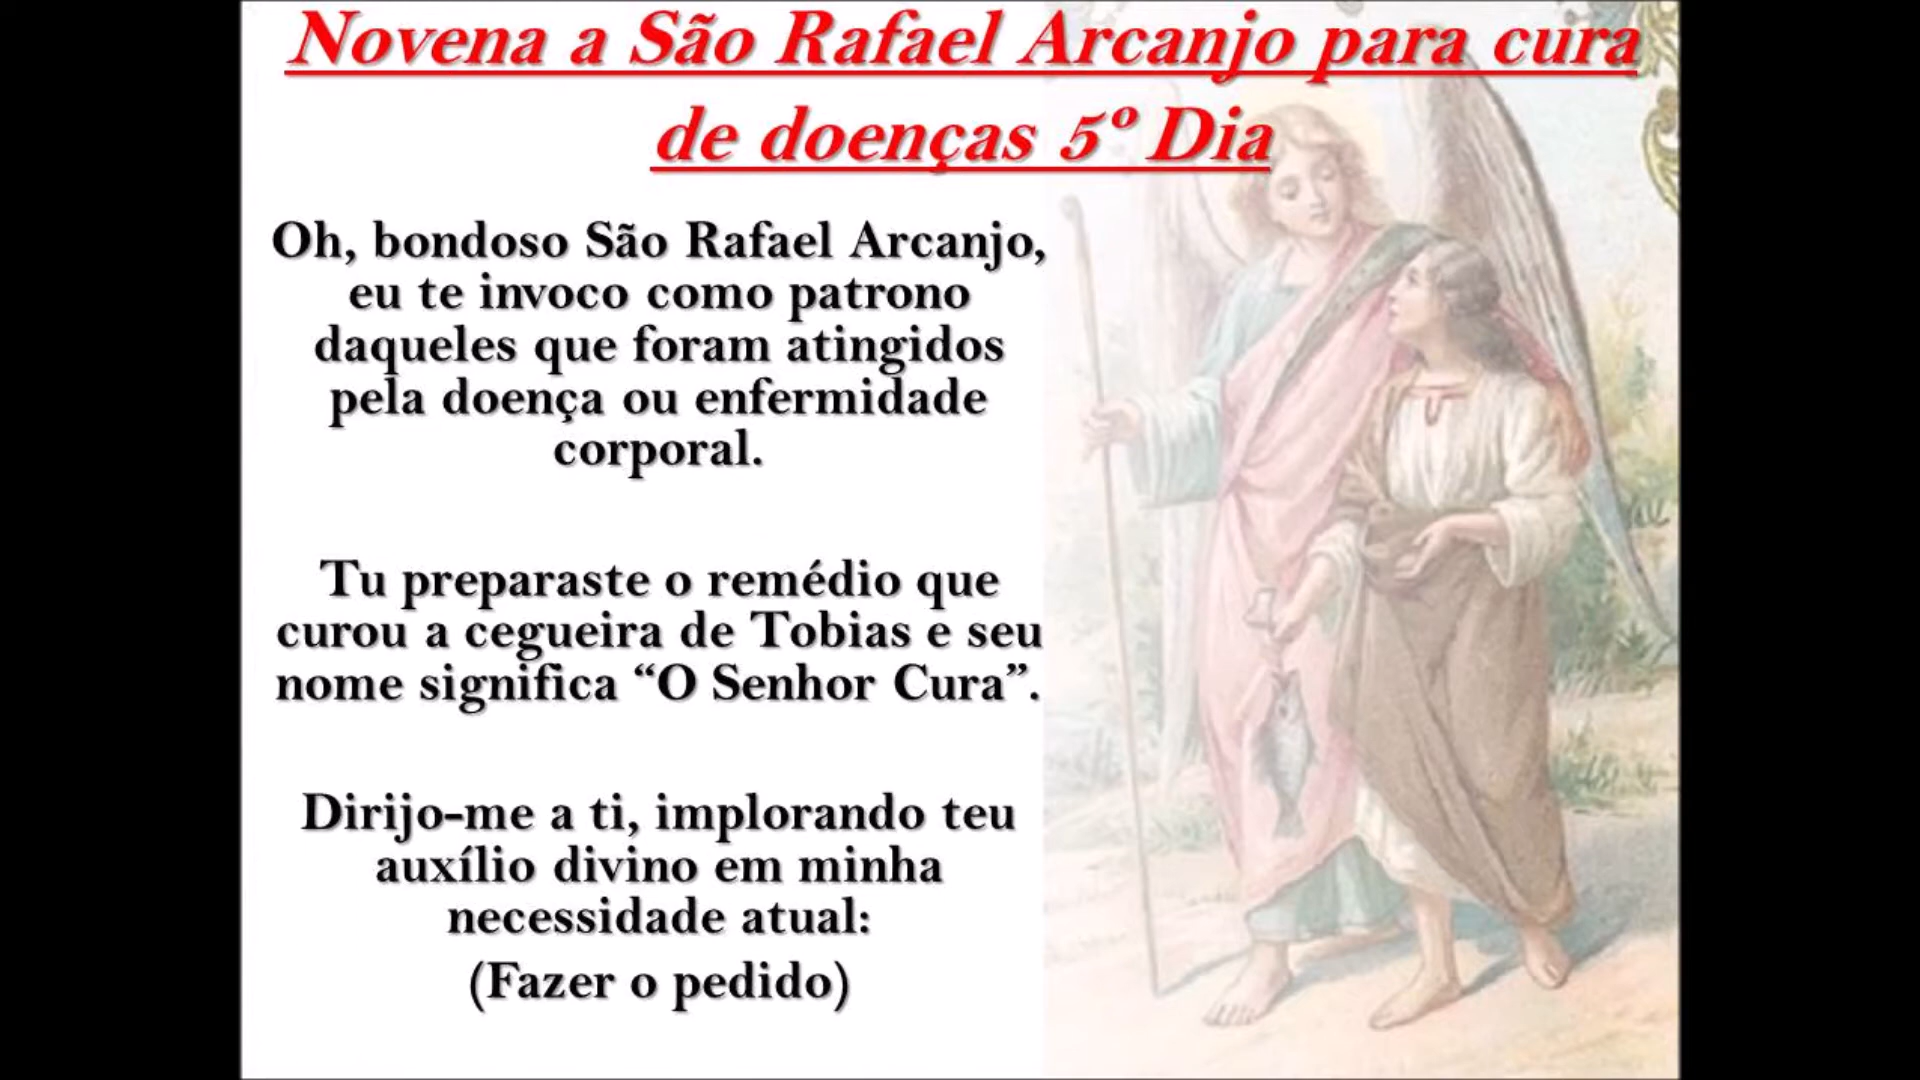 Novena a São Rafael Arcanjo para cura
de doenças 5º Dia
Oh, bondoso São Rafael Arcanjo,
eu te invoco como patrono
daqueles que foram atingidos
pela doença ou enfermidade
corporal.
Tu preparaste o remédio que
curou a cegueira de Tobias e seu
nome significa “O Senhor Cura”.
Dirijo-me a ti, implorando teu
auxílio divino em minha
necessidade atual:
(Fazer o pedido)